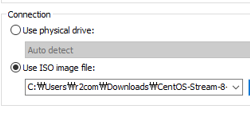 Connection
Use physical drive:
Auto detect
Use ISO image file:
C:₩Users₩r2com₩Downloads₩CentOS-Stream-8-